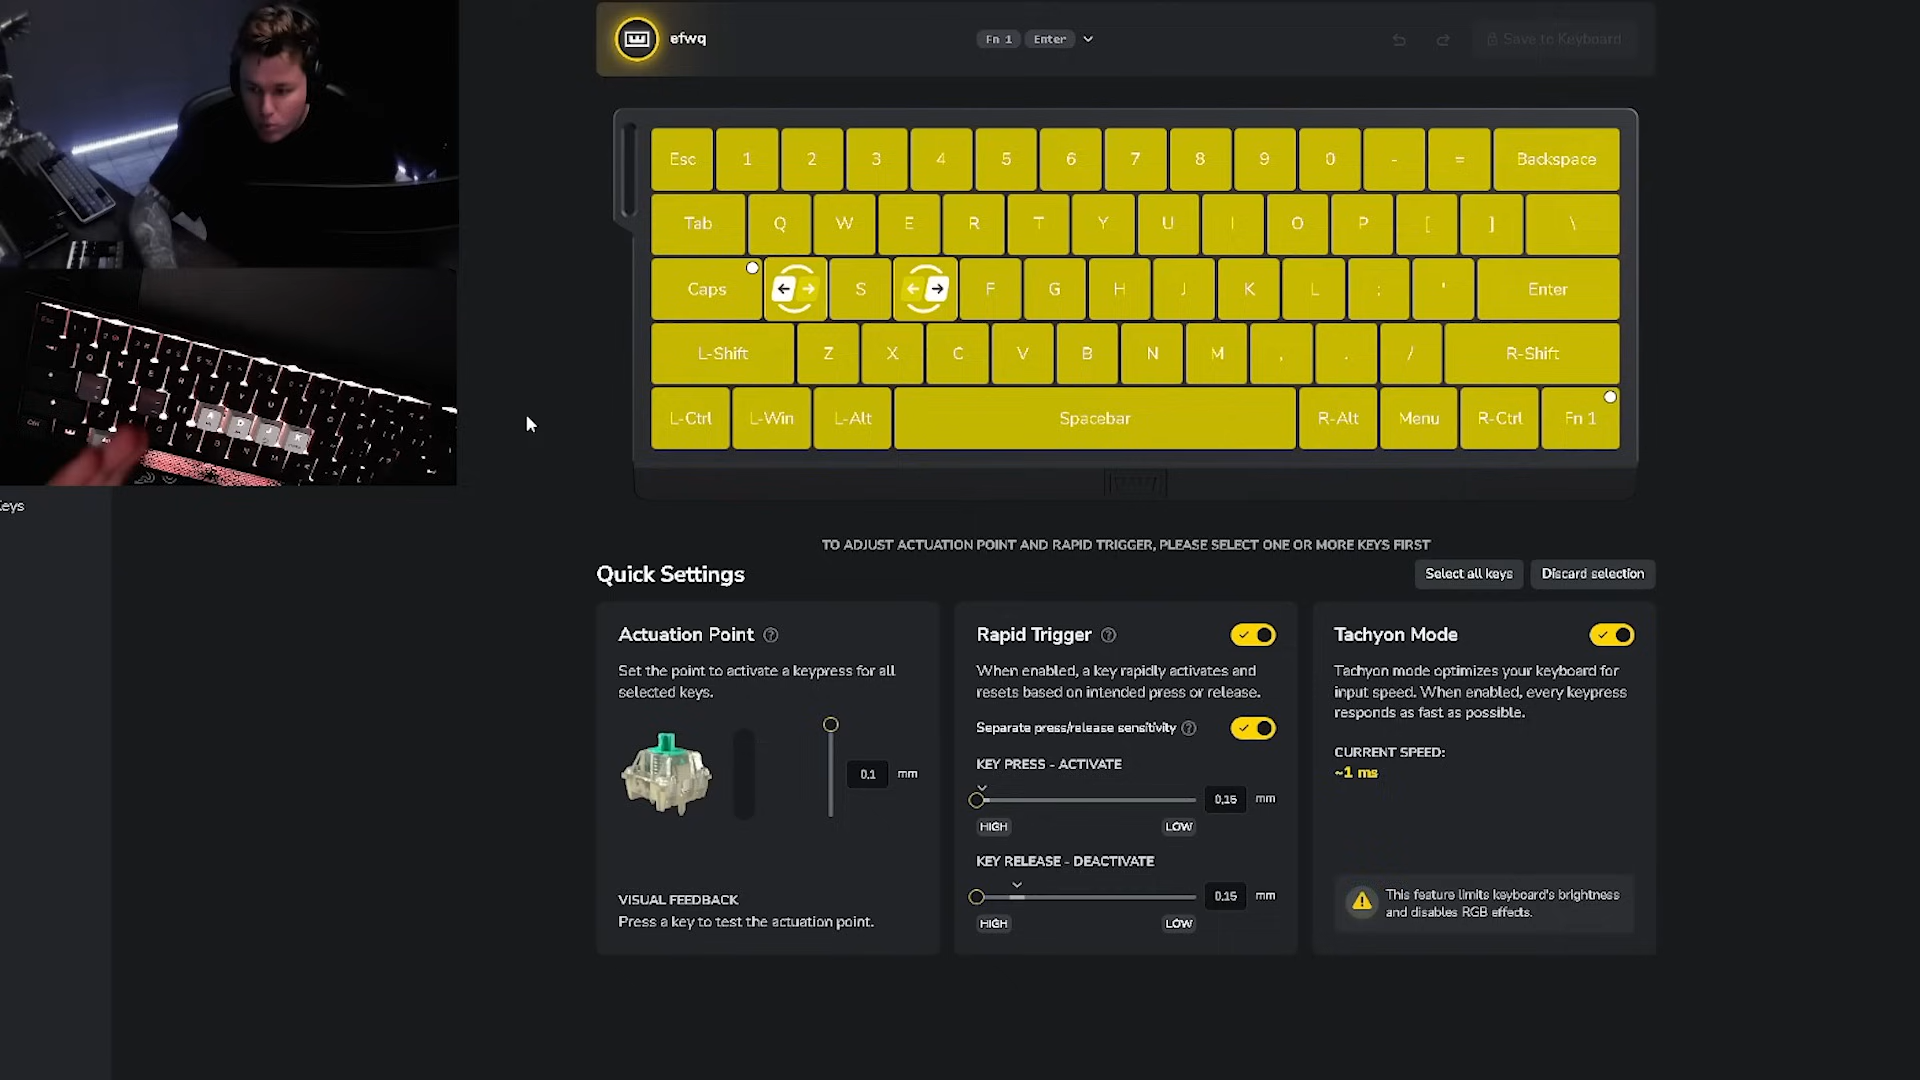 efwq
Fn 1 Enter
Save to Keyboard
Esc 1 2 3 4 5 6 7 8 9 0 - = Backspace
Tab Q W E R T Y U I O P [ ] \
Caps S F G H J K L ; ' Enter
L-Shift Z X C V B N M , . / R-Shift
L-Ctrl L-Win L-Alt Spacebar R-Alt Menu R-Ctrl Fn 1
TO ADJUST ACTUATION POINT AND RAPID TRIGGER, PLEASE SELECT ONE OR MORE KEYS FIRST
Quick Settings
Select all keys
Discard selection
Actuation Point
Set the point to activate a keypress for all
selected keys.
0.1 mm
VISUAL FEEDBACK
Press a key to test the actuation point.
Rapid Trigger
When enabled, a key rapidly activates and
resets based on intended press or release.
Separate press/release sensitivity
KEY PRESS - ACTIVATE
0.15 mm
HIGH LOW
KEY RELEASE - DEACTIVATE
0.15 mm
HIGH LOW
Tachyon Mode
Tachyon mode optimizes your keyboard for
input speed. When enabled, every keypress
responds as fast as possible.
CURRENT SPEED:
~1 ms
This feature limits keyboard's brightness
and disables RGB effects.